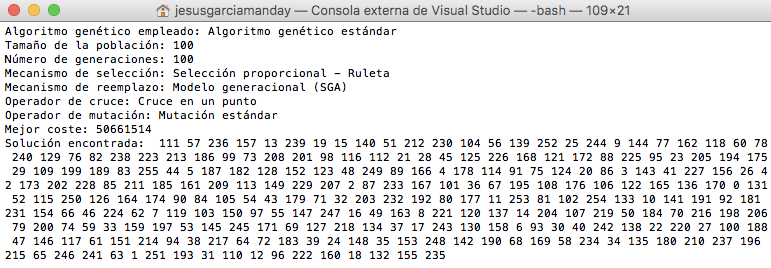 jesusgarciamanday — Consola externa de Visual Studio — -bash — 109×21
Algoritmo genético empleado: Algoritmo genético estándar
Tamaño de la población: 100
Número de generaciones: 100
Mecanismo de selección: Selección proporcional - Ruleta
Mecanismo de reemplazo: Modelo generacional (SGA)
Operador de cruce: Cruce en un punto
Operador de mutación: Mutación estándar
Mejor coste: 50661514
Solución encontrada:  111 57 236 157 13 239 19 15 140 51 212 230 104 56 139 252 25 244 9 144 77 162 118 60 78
 240 129 76 82 238 223 213 186 99 73 208 201 98 116 112 21 28 45 125 226 168 121 172 88 225 95 23 205 194 175
 29 109 199 189 83 255 44 5 187 182 128 152 123 48 249 89 166 4 178 114 91 75 124 20 86 3 143 41 227 156 26 4
2 173 202 228 85 211 185 161 209 113 149 229 207 2 87 233 167 101 36 67 195 108 176 106 122 165 136 170 0 131
 52 115 250 126 164 174 90 84 105 54 43 179 71 32 203 232 192 80 177 11 253 81 102 254 133 10 141 191 92 181
231 154 66 46 224 62 7 119 103 150 97 55 147 247 16 49 163 8 221 120 137 14 204 107 219 50 184 70 216 198 206
 79 200 74 59 33 159 197 53 145 245 171 69 127 218 134 37 17 243 130 158 6 93 30 40 242 138 22 220 27 100 188
 47 146 117 61 151 214 94 38 217 64 72 183 39 24 148 35 153 248 142 190 68 169 58 234 34 135 180 210 237 196
215 65 246 241 63 1 251 193 31 110 12 96 222 160 18 132 155 235